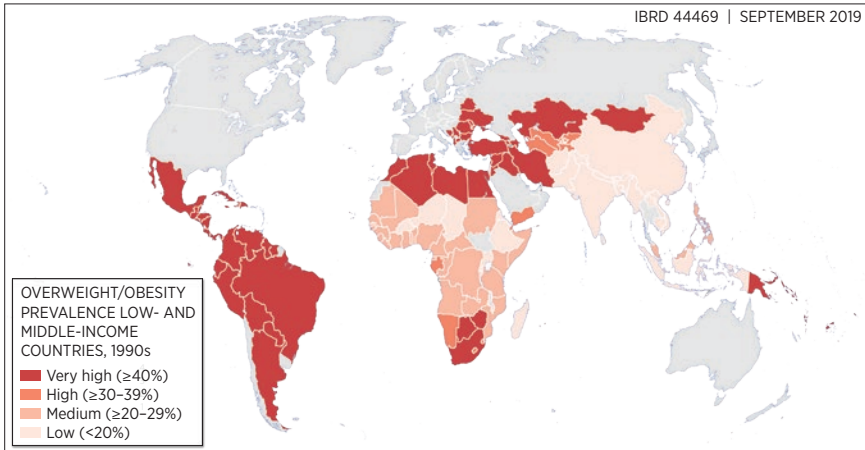 IBRD 44469 | SEPTEMBER 2019
OVERWEIGHT/OBESITY
PREVALENCE LOW- AND
MIDDLE-INCOME
COUNTRIES, 1990s
Very high (≥40%)
High (≥30–39%)
Medium (≥20–29%)
Low (<20%)